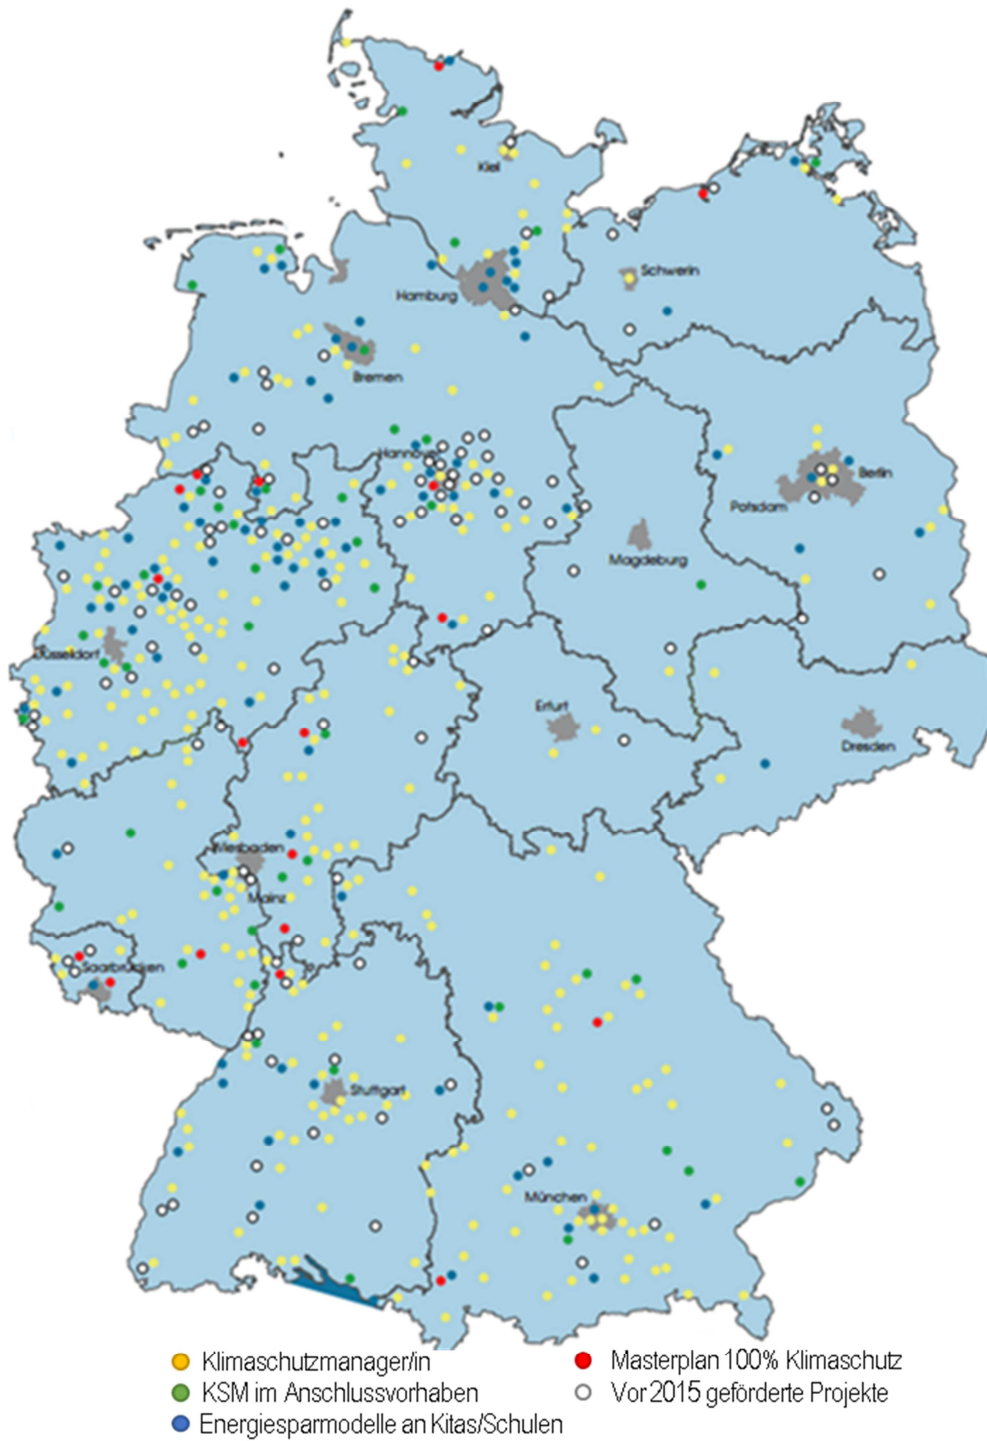 Kiel
Schwerin
Hamburg
Bremen
Hannover
Berlin
Potsdam
Magdeburg
Düsseldorf
Erfurt
Dresden
Wiesbaden
Mainz
Saarbrücken
Stuttgart
München
Klimaschutzmanager/in
Masterplan 100% Klimaschutz
KSM im Anschlussvorhaben
Vor 2015 geförderte Projekte
Energiesparmodelle an Kitas/Schulen